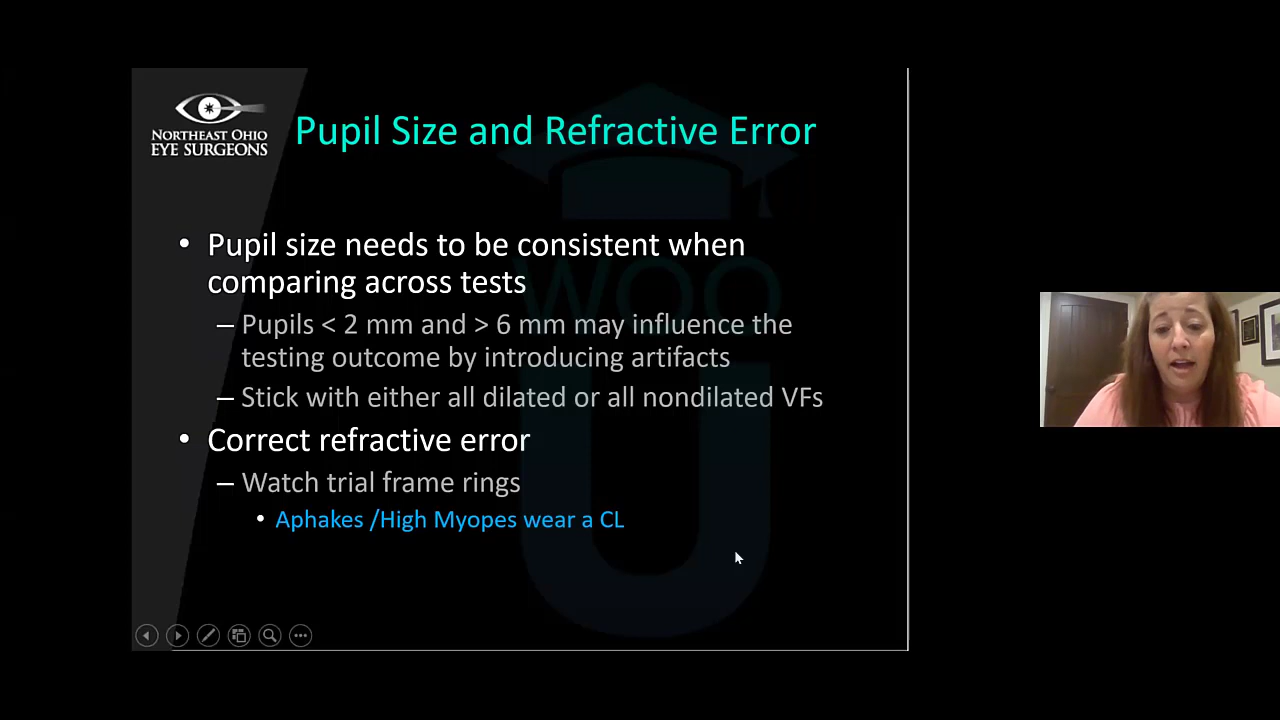 NORTHEAST OHIO
EYE SURGEONS
Pupil Size and Refractive Error
• Pupil size needs to be consistent when
comparing across tests
– Pupils < 2 mm and > 6 mm may influence the
testing outcome by introducing artifacts
– Stick with either all dilated or all nondilated VFs
• Correct refractive error
– Watch trial frame rings
• Aphakes /High Myopes wear a CL
WOO
U